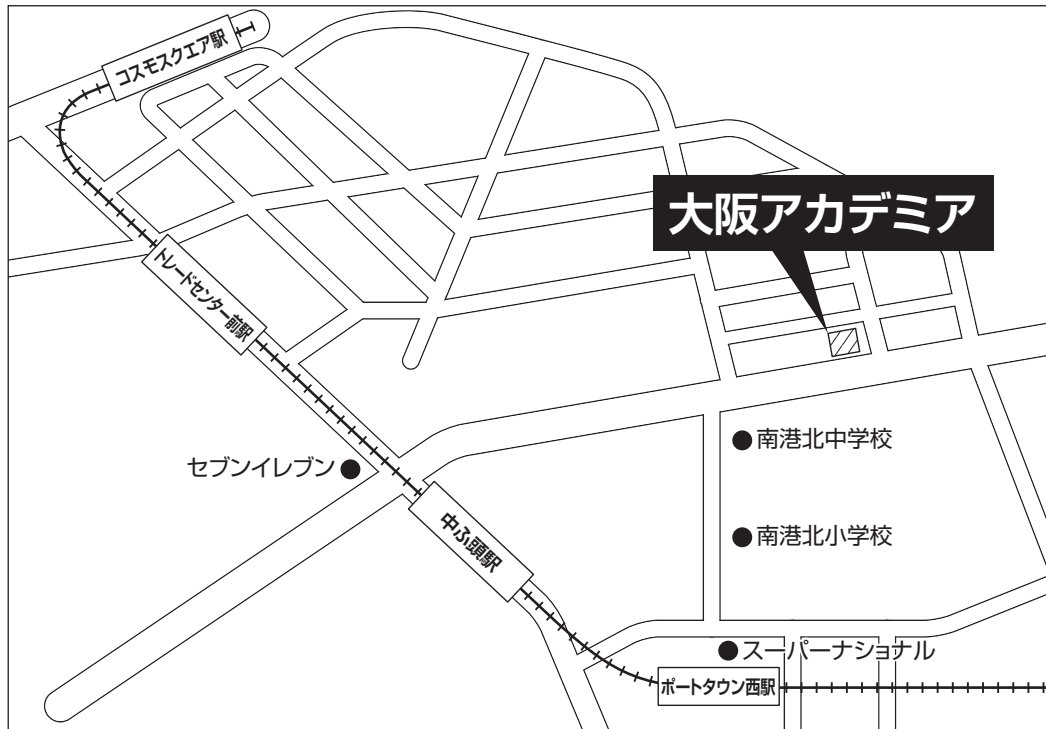 コスモスクエア駅
大阪アカデミア
トレードセンター前駅
南港北中学校
セブンイレブン
中ふ頭駅
南港北小学校
スーパーナショナル
ポートタウン西駅